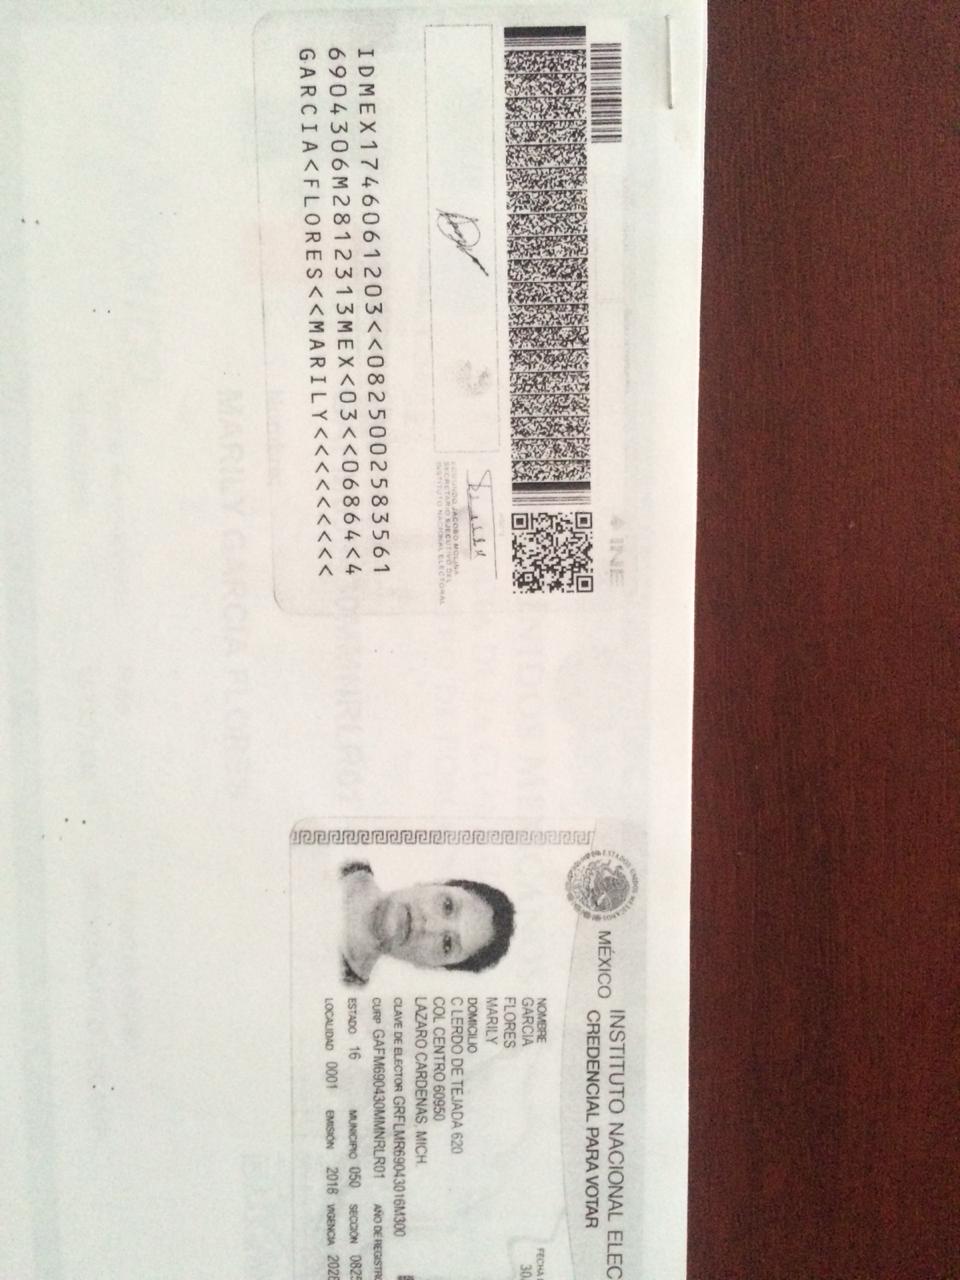 INE
EDMUNDO JACOBO MOLINA
SECRETARIO EJECUTIVO DEL
INSTITUTO NACIONAL ELECTORAL
IDMEX1746061203<<0825002583561
6904306M2812313MEX<03<<06864<4
GARCIA<FLORES<<MARILY<<<<<<<<<
ESTADOS UNIDOS MEXICANOS
MÉXICO
INSTITUTO NACIONAL ELEC
CREDENCIAL PARA VOTAR
NOMBRE
GARCIA
FLORES
MARILY
FECHA
30
DOMICILIO
C LERDO DE TEJADA 620
COL CENTRO 60950
LAZARO CARDENAS, MICH.
CLAVE DE ELECTOR GRFLMR69043016M300
CURP GAFM690430MMNRLR01 AÑO DE REGISTRO
ESTADO 16 MUNICIPIO 050 SECCIÓN 0825
LOCALIDAD 0001 EMISIÓN 2018 VIGENCIA 2028
Nombre:
MARILY GARCIA FLORES